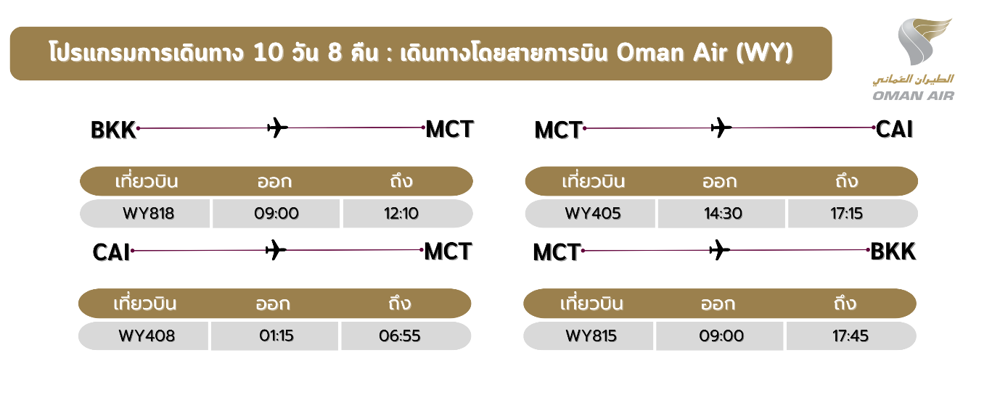 โปรแกรมการเดินทาง 10 วัน 8 คืน : เดินทางโดยสายการบิน Oman Air (WY)
الطيران العماني
OMAN AIR
BKK MCT
เที่ยวบิน ออก ถึง
WY818 09:00 12:10
MCT CAI
เที่ยวบิน ออก ถึง
WY405 14:30 17:15
CAI MCT
เที่ยวบิน ออก ถึง
WY408 01:15 06:55
MCT BKK
เที่ยวบิน ออก ถึง
WY815 09:00 17:45